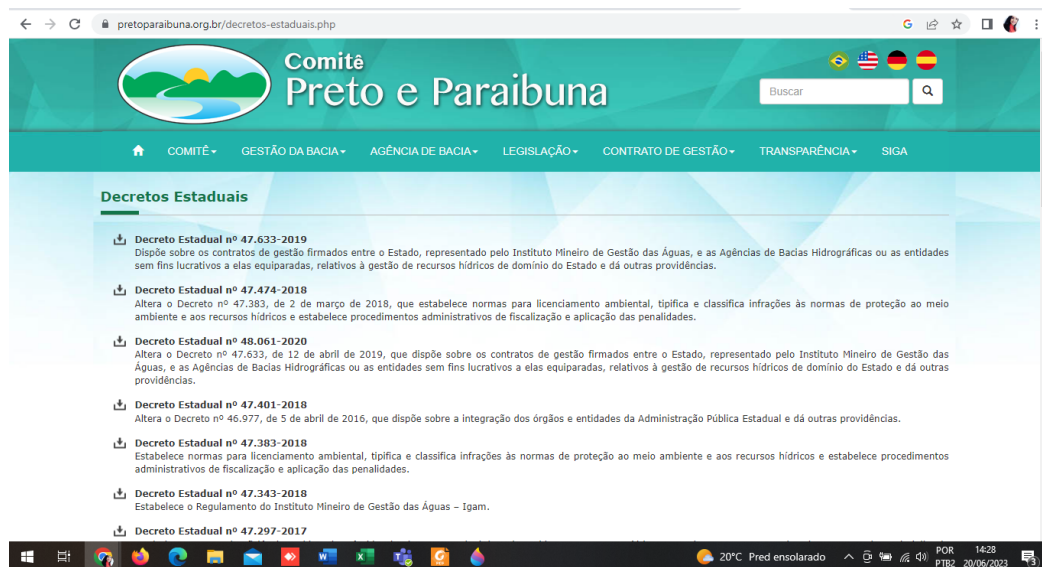 pretoparaibuna.org.br/decretos-estaduais.php
Comitê
Preto e Paraibuna
Buscar
COMITÊ GESTÃO DA BACIA AGÊNCIA DE BACIA LEGISLAÇÃO CONTRATO DE GESTÃO TRANSPARÊNCIA SIGA
Decretos Estaduais
Decreto Estadual nº 47.633-2019
Dispõe sobre os contratos de gestão firmados entre o Estado, representado pelo Instituto Mineiro de Gestão das Águas, e as Agências de Bacias Hidrográficas ou as entidades
sem fins lucrativos a elas equiparadas, relativos à gestão de recursos hídricos de domínio do Estado e dá outras providências.
Decreto Estadual nº 47.474-2018
Altera o Decreto nº 47.383, de 2 de março de 2018, que estabelece normas para licenciamento ambiental, tipifica e classifica infrações às normas de proteção ao meio
ambiente e aos recursos hídricos e estabelece procedimentos administrativos de fiscalização e aplicação das penalidades.
Decreto Estadual nº 48.061-2020
Altera o Decreto nº 47.633, de 12 de abril de 2019, que dispõe sobre os contratos de gestão firmados entre o Estado, representado pelo Instituto Mineiro de Gestão das
Águas, e as Agências de Bacias Hidrográficas ou as entidades sem fins lucrativos a elas equiparadas, relativos à gestão de recursos hídricos de domínio do Estado e dá outras
providências.
Decreto Estadual nº 47.401-2018
Altera o Decreto nº 46.977, de 5 de abril de 2016, que dispõe sobre a integração dos órgãos e entidades da Administração Pública Estadual e dá outras providências.
Decreto Estadual nº 47.383-2018
Estabelece normas para licenciamento ambiental, tipifica e classifica infrações às normas de proteção ao meio ambiente e aos recursos hídricos e estabelece procedimentos
administrativos de fiscalização e aplicação das penalidades.
Decreto Estadual nº 47.343-2018
Estabelece o Regulamento do Instituto Mineiro de Gestão das Águas – Igam.
Decreto Estadual nº 47.297-2017
20°C Pred ensolarado
POR 14:28
PTB2 20/06/2023